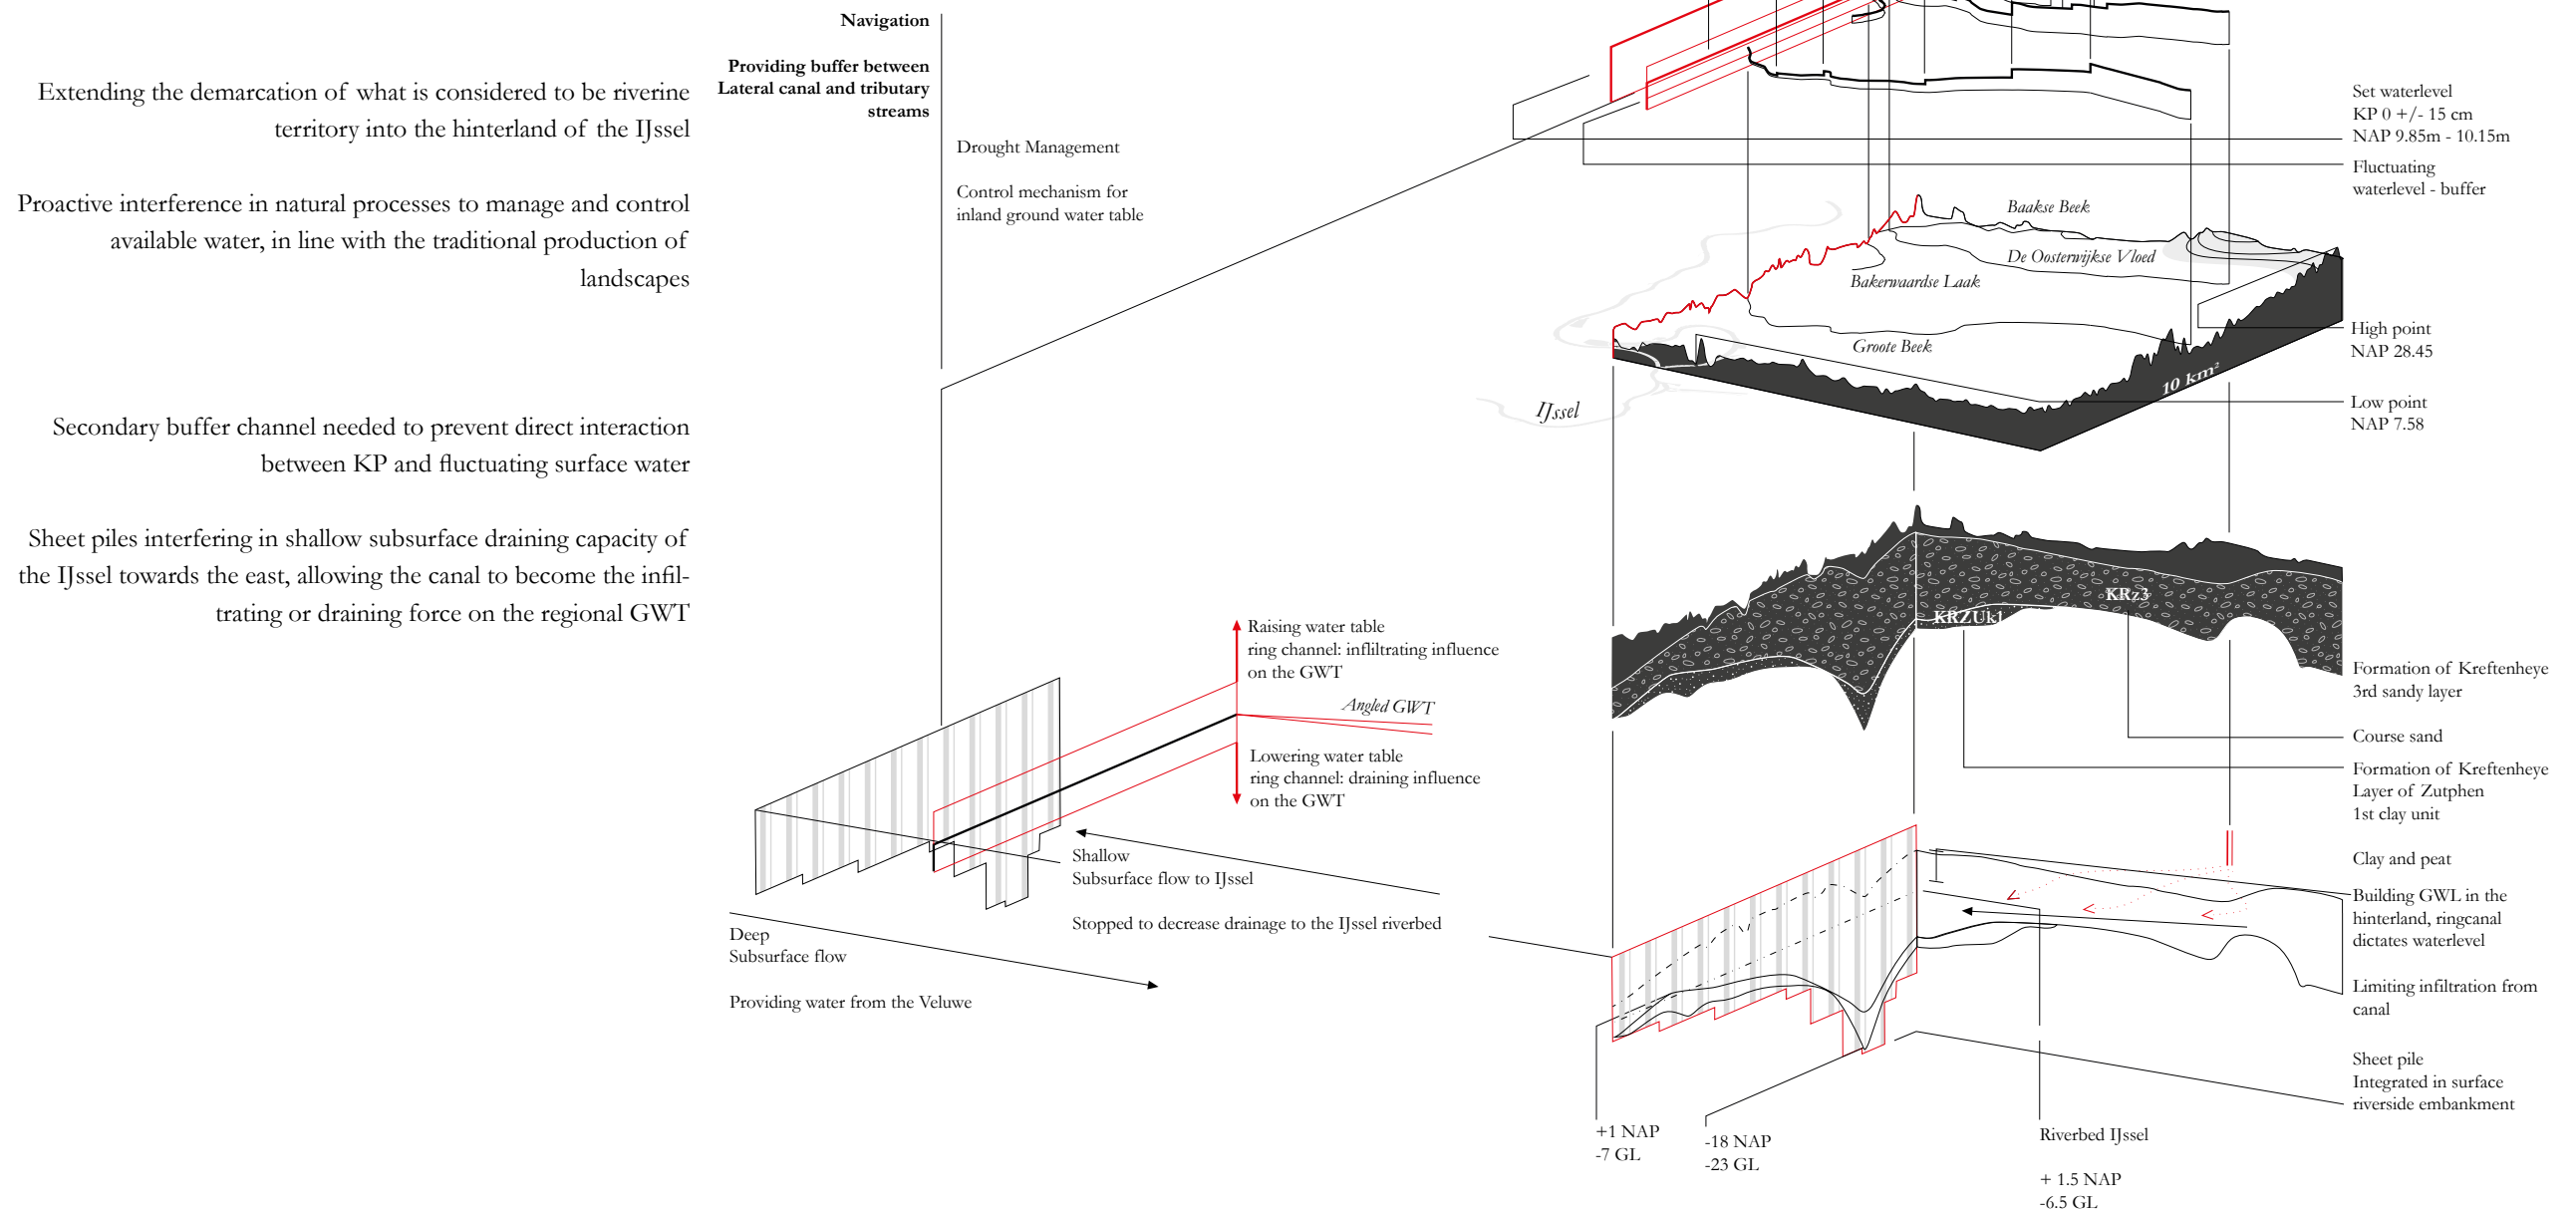 Extending the demarcation of what is considered to be riverine
territory into the hinterland of the IJssel
Proactive interference in natural processes to manage and control
available water, in line with the traditional production of
landscapes
Secondary buffer channel needed to prevent direct interaction
between KP and fluctuating surface water
Sheet piles interfering in shallow subsurface draining capacity of
the IJssel towards the east, allowing the canal to become the infil-
trating or draining force on the regional GWT
Navigation
Providing buffer between
Lateral canal and tributary
streams
Drought Management
Control mechanism for
inland ground water table
Raising water table
ring channel: infliltrating influence
on the GWT
Angled GWT
Lowering water table
ring channel: draining influence
on the GWT
Shallow
Subsurface flow to IJssel
Stopped to decrease drainage to the IJssel riverbed
Deep
Subsurface flow
Providing water from the Veluwe
Set waterlevel
KP 0 +/- 15 cm
NAP 9.85m - 10.15m
Fluctuating
waterlevel - buffer
Baakse Beek
De Oosterwijkse Vloed
Bakerwaardse Laak
Groote Beek
IJssel
10 km²
High point
NAP 28.45
Low point
NAP 7.58
KRz3
KRZUk1
Formation of Kreftenheye
3rd sandy layer
Course sand
Formation of Kreftenheye
Layer of Zutphen
1st clay unit
Clay and peat
Building GWL in the
hinterland, ringcanal
dictates waterlevel
Limiting infiltration from
canal
Sheet pile
Integrated in surface
riverside embankment
+1 NAP
-7 GL
-18 NAP
-23 GL
Riverbed IJssel
+ 1.5 NAP
-6.5 GL